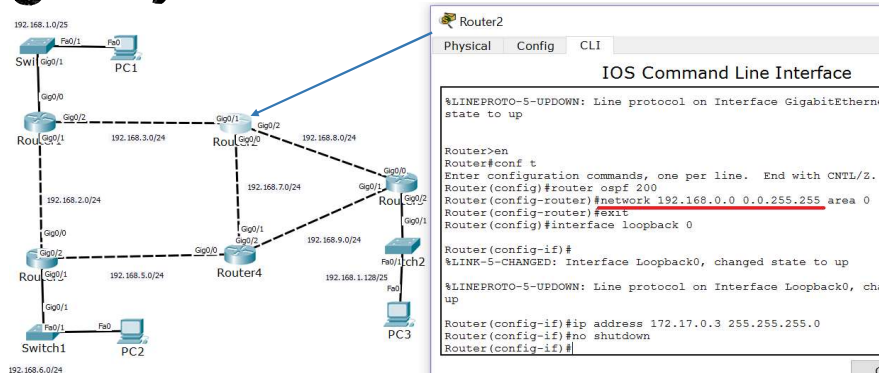 192.168.1.0/25
Fa0/1
Fa0
Gig0/1
PC1
Gig0/0
Gig0/2
Gig0/1
192.168.3.0/24
Gig0/1
Gig0/2
Gig0/0
192.168.8.0/24
Gig0/0
Gig0/1
Gig0/2
192.168.2.0/24
192.168.7.0/24
Gig0/1
Gig0/0
Gig0/1
Gig0/2
Gig0/0
192.168.9.0/24
Gig0/2
Gig0/1
192.168.5.0/24
Router4
Fa0/1
192.168.1.128/25
Fa0
PC3
Gig0/1
Fa0/1
Fa0
Switch1
PC2
192.168.6.0/24
Router2
Physical Config CLI
IOS Command Line Interface
%LINEPROTO-5-UPDOWN: Line protocol on Interface
state to up
Router>en
Router#conf t
Enter configuration commands, one per line. End with CNTL/Z.
Router(config)#router ospf 200
Router(config-router)#network 192.168.0.0 0.0.255.255 area 0
Router(config-router)#exit
Router(config)#interface loopback 0
Router(config-if)#
%LINK-5-CHANGED: Interface Loopback0, changed state to up
%LINEPROTO-5-UPDOWN: Line protocol on Interface Loopback0,
up
Router(config-if)#ip address 172.17.0.3 255.255.255.0
Router(config-if)#no shutdown
Router(config-if)#